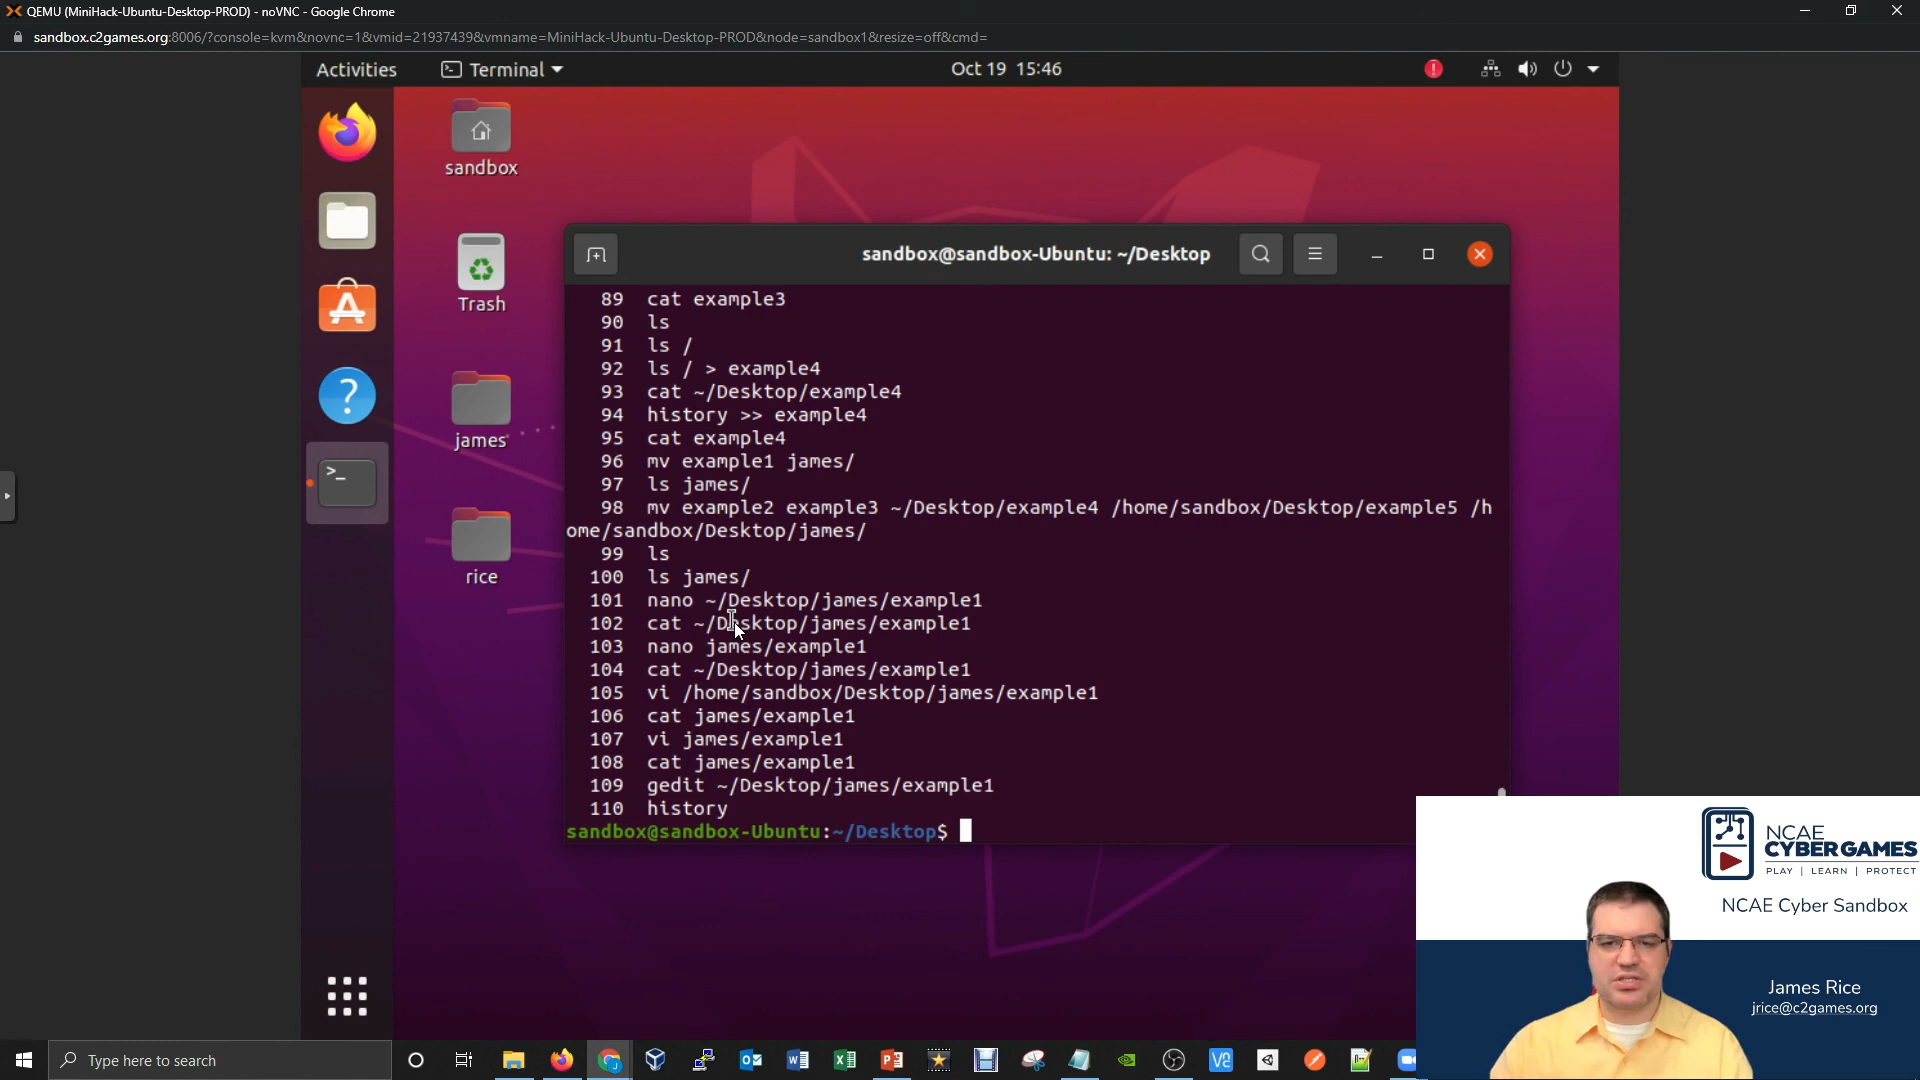 QEMU (MiniHack-Ubuntu-Desktop-PROD) - noVNC - Google Chrome
sandbox.c2games.org:8006/?console=kvm&novnc=1&vmid=21937439&vmname=MiniHack-Ubuntu-Desktop-PROD&node=sandbox1&resize=off&cmd=
Activities
Terminal
Oct 19 15:46
sandbox
Trash
james
rice
sandbox@sandbox-Ubuntu: ~/Desktop
89 cat example3
90 ls
91 ls /
92 ls / > example4
93 cat ~/Desktop/example4
94 history >> example4
95 cat example4
96 mv example1 james/
97 ls james/
98 mv example2 example3 ~/Desktop/example4 /home/sandbox/Desktop/example5 /h
ome/sandbox/Desktop/james/
99 ls
100 ls james/
101 nano ~/Desktop/james/example1
102 cat ~/Desktop/james/example1
103 nano james/example1
104 cat ~/Desktop/james/example1
105 vi /home/sandbox/Desktop/james/example1
106 cat james/example1
107 vi james/example1
108 cat james/example1
109 gedit ~/Desktop/james/example1
110 history
sandbox@sandbox-Ubuntu:~/Desktop$
NCAE
CYBERGAMES
PLAY | LEARN | PROTECT
NCAE Cyber Sandbox
James Rice
jrice@c2games.org
Type here to search